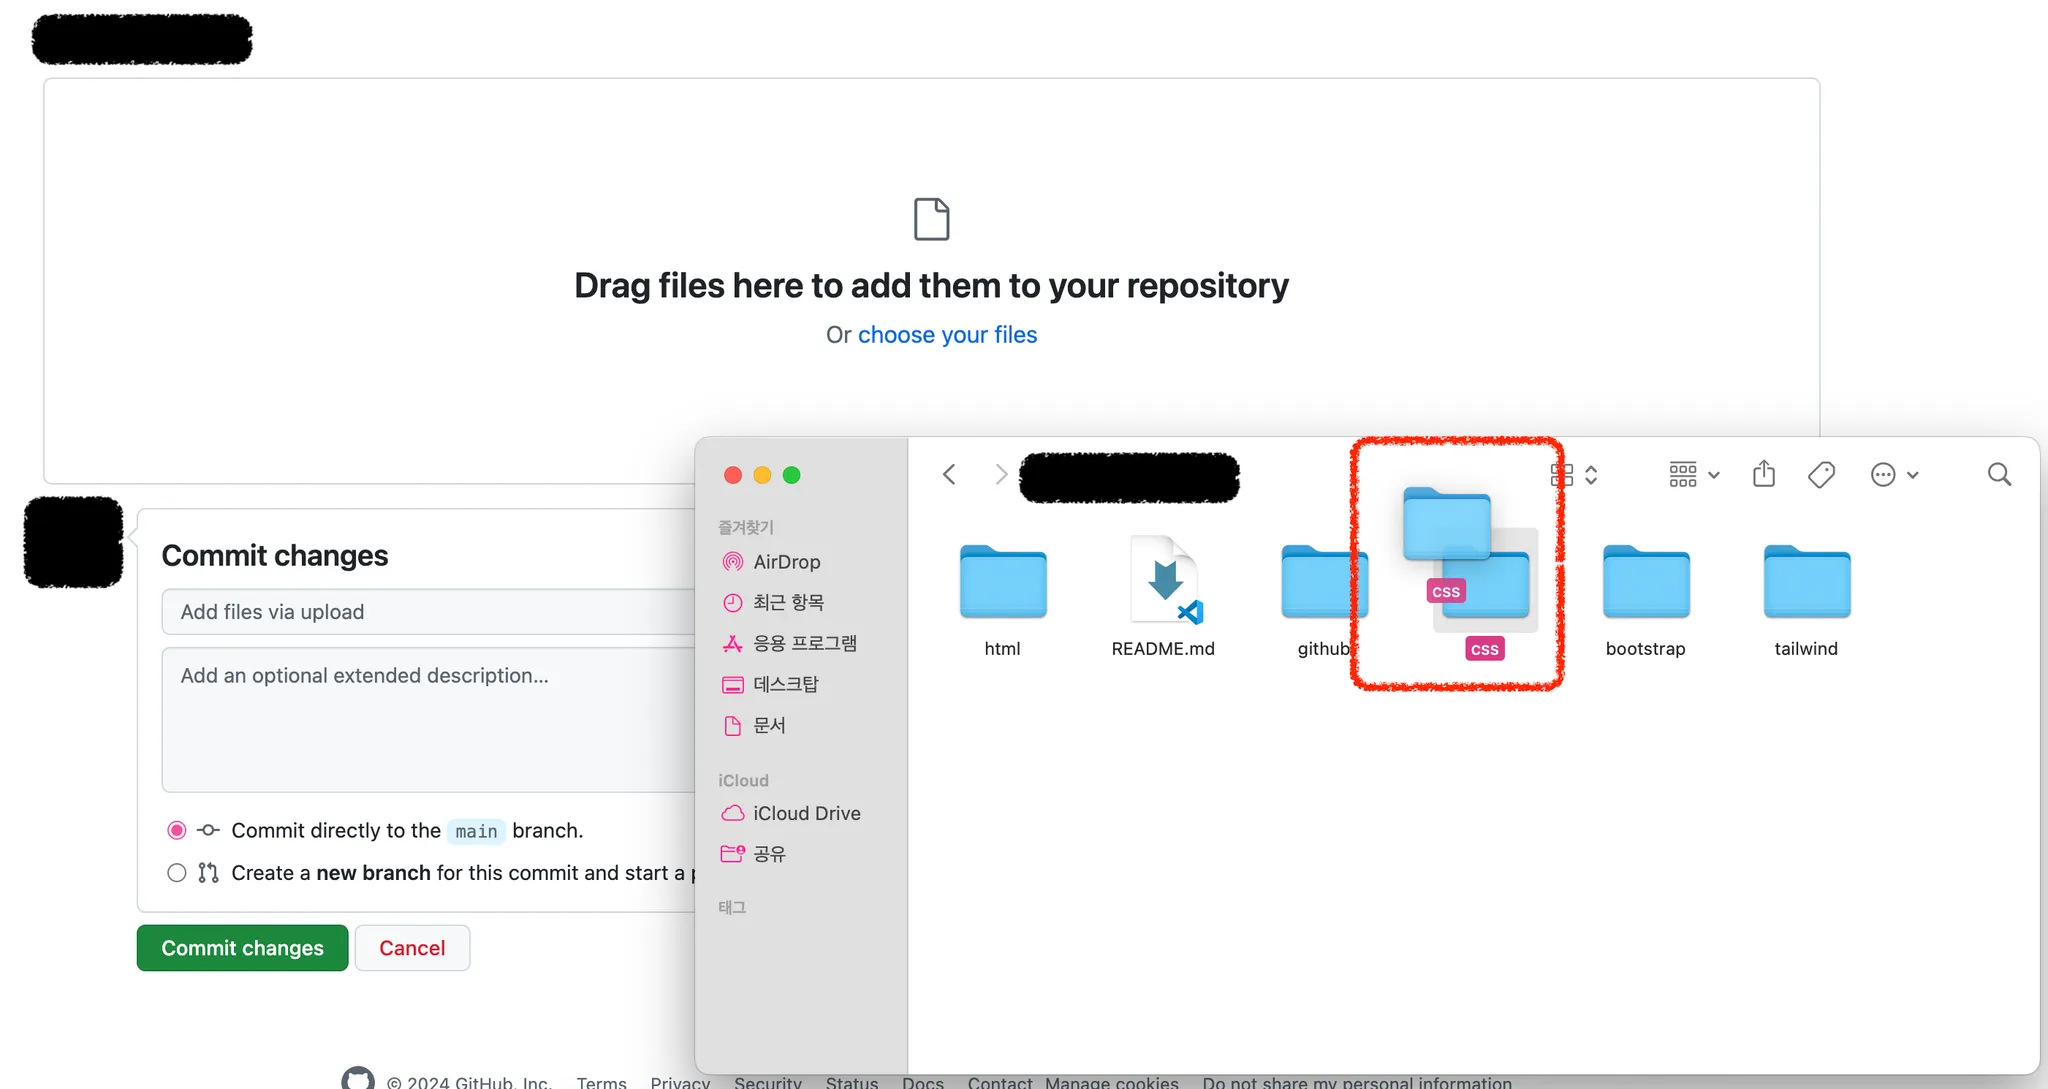 Drag files here to add them to your repository
Or choose your files
Commit changes
Add files via upload
Add an optional extended description...
Commit directly to the main branch.
Create a new branch for this commit and start a
Commit changes
Cancel
즐겨찾기
AirDrop
최근 항목
응용 프로그램
데스크탑
문서
iCloud
iCloud Drive
공유
태그
css
html
README.md
github
css
bootstrap
tailwind
© 2024 GitHub, Inc. Terms Privacy Security Status Docs Contact Manage cookies Do not share my personal information